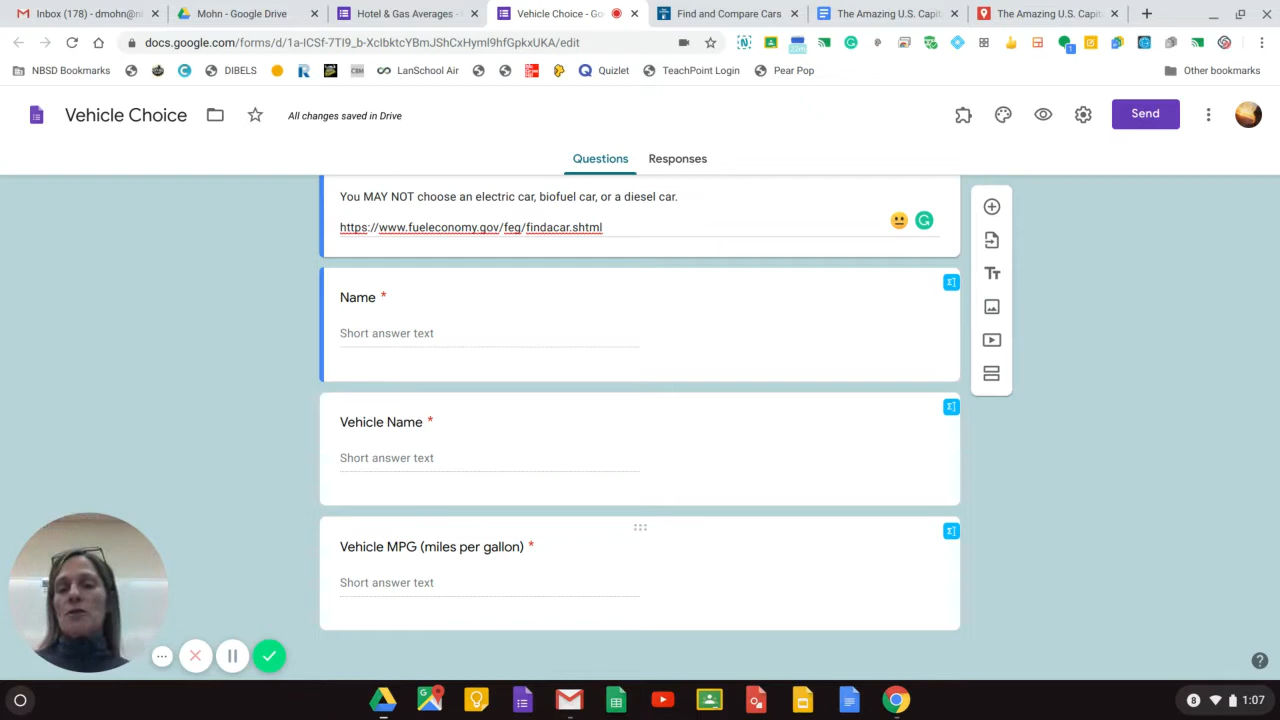 Inbox (178) - dmohn@ni
Mohn - Google Drive
Hotel & Gas Averages -
Vehicle Choice - Go
Find and Compare Cars
The Amazing U.S. Capit
The Amazing U.S. Capit
docs.google.com/forms/d/1a-ICSf-7TI9_b-XcIbktcYBmJShCxHymI9hfGpkxUKA/edit
NBSD Bookmarks
DIBELS
CBM
LanSchool Air
Quizlet
TeachPoint Login
Pear Pop
Other bookmarks
Vehicle Choice
All changes saved in Drive
Send
Questions
Responses
You MAY NOT choose an electric car, biofuel car, or a diesel car.
https://www.fueleconomy.gov/feg/findacar.shtml
Name *
Short answer text
Vehicle Name *
Short answer text
Vehicle MPG (miles per gallon) *
Short answer text
8
1:07